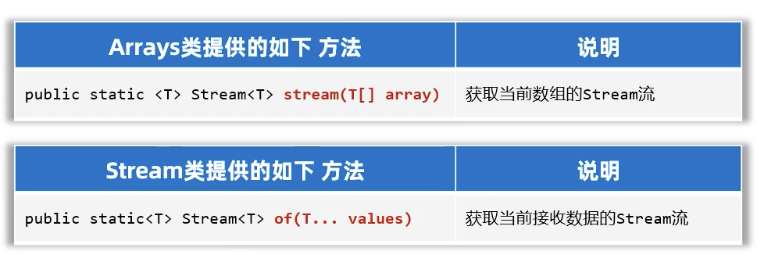 Arrays类提供的如下 方法 说明
public static <T> Stream<T> stream(T[] array) 获取当前数组的Stream流
Stream类提供的如下 方法 说明
public static<T> Stream<T> of(T... values) 获取当前接收数据的Stream流